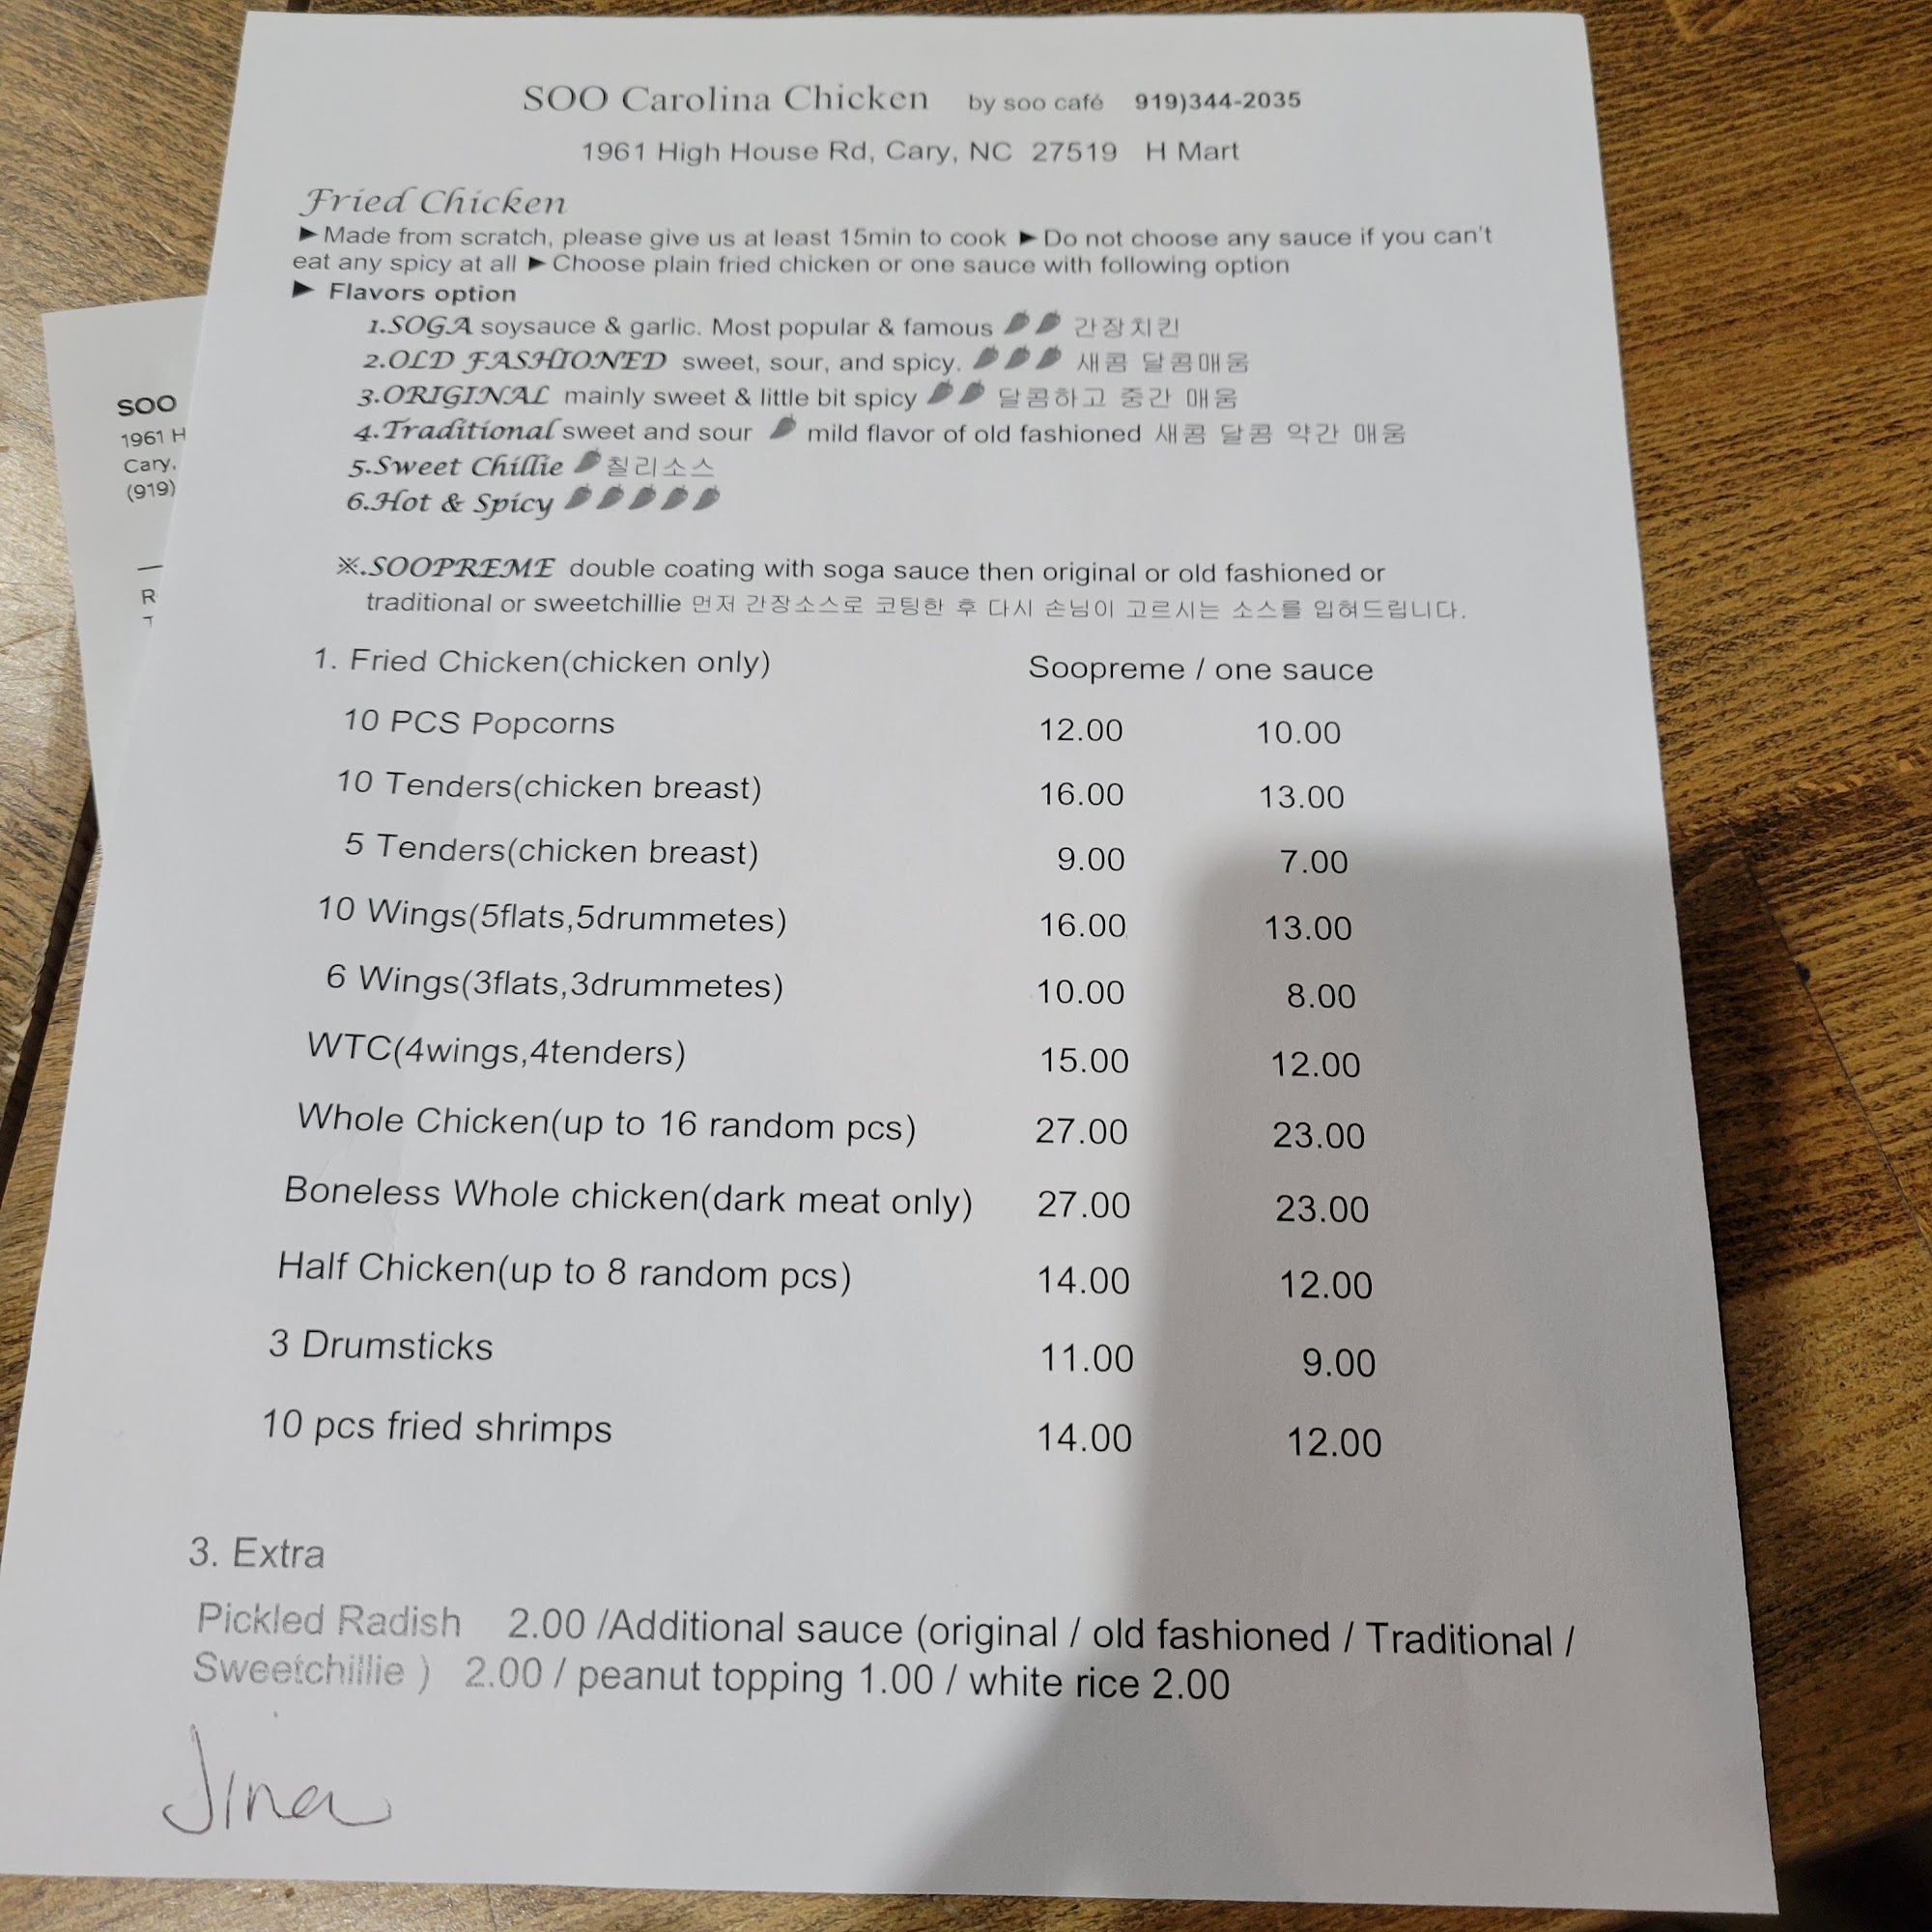 SOO Carolina Chicken by soo café 919)344-2035
1961 High House Rd, Cary, NC 27519 H Mart
Fried Chicken
►Made from scratch, please give us at least 15min to cook ►Do not choose any sauce if you can't
eat any spicy at all ►Choose plain fried chicken or one sauce with following option
► Flavors option
1.SOGA soysauce & garlic. Most popular & famous 간장치킨
2.OLD FASHIONED sweet, sour, and spicy. 새콤 달콤매움
3.ORIGINAL mainly sweet & little bit spicy 달콤하고 중간 매움
4.Traditional sweet and sour mild flavor of old fashioned 새콤 달콤 약간 매움
5.Sweet Chillie 칠리소스
6.Hot & Spicy
※.SOOPREME double coating with soga sauce then original or old fashioned or
traditional or sweetchillie 먼저 간장소스로 코팅한 후 다시 손님이 고르시는 소스를 입혀드립니다.
1. Fried Chicken(chicken only) Soopreme / one sauce
10 PCS Popcorns 12.00 10.00
10 Tenders(chicken breast) 16.00 13.00
5 Tenders(chicken breast) 9.00 7.00
10 Wings(5flats,5drummetes) 16.00 13.00
6 Wings(3flats,3drummetes) 10.00 8.00
WTC(4wings,4tenders) 15.00 12.00
Whole Chicken(up to 16 random pcs) 27.00 23.00
Boneless Whole chicken(dark meat only) 27.00 23.00
Half Chicken(up to 8 random pcs) 14.00 12.00
3 Drumsticks 11.00 9.00
10 pcs fried shrimps 14.00 12.00
3. Extra
Pickled Radish 2.00 /Additional sauce (original / old fashioned / Traditional /
Sweetchillie ) 2.00 / peanut topping 1.00 / white rice 2.00
Jina
SOO
1961 H
Cary,
(919)
R